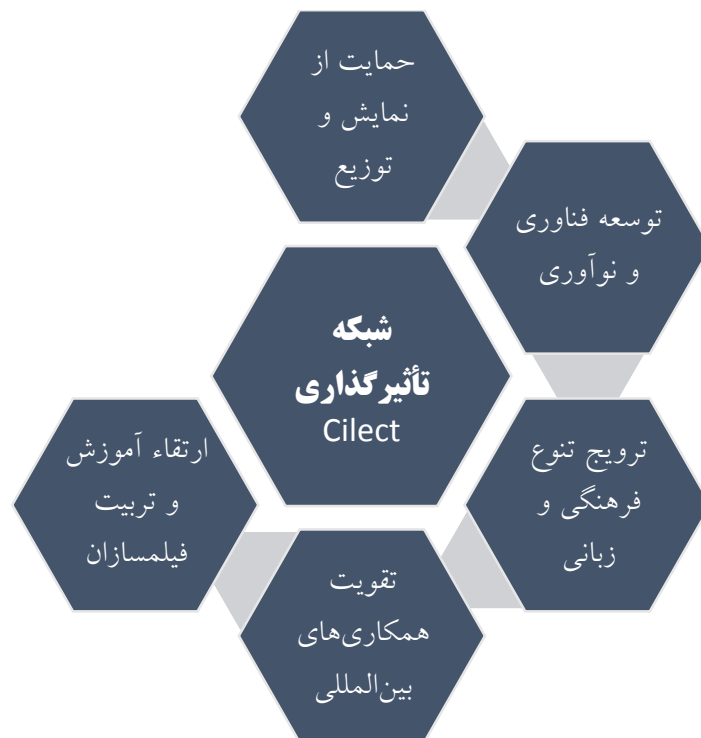 حمایت از
نمایش و
توزیع
توسعه فناوری
و نوآوری
شبکه
تأثیرگذاری
Cilect
ترویج تنوع
فرهنگی و
زبانی
تقویت
همکاری‌های
بین‌المللی
ارتقاء آموزش
و تربیت
فیلمسازان